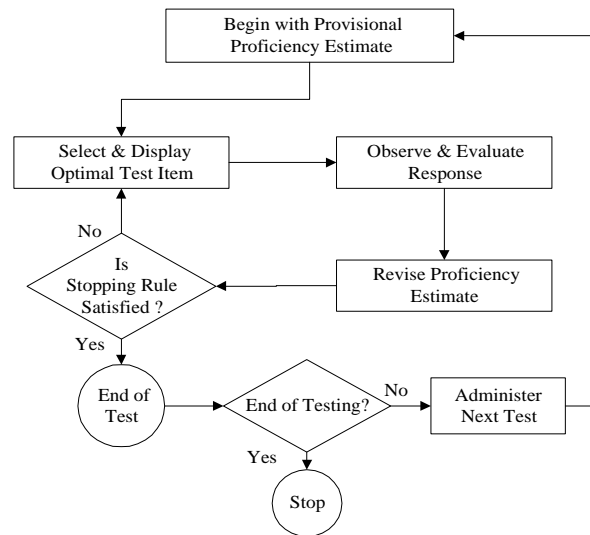 Begin with Provisional
Proficiency Estimate
Select & Display
Optimal Test Item
Observe & Evaluate
Response
No
Is
Stopping Rule
Satisfied ?
Revise Proficiency
Estimate
Yes
End of
Test
End of Testing?
No
Administer
Next Test
Yes
Stop